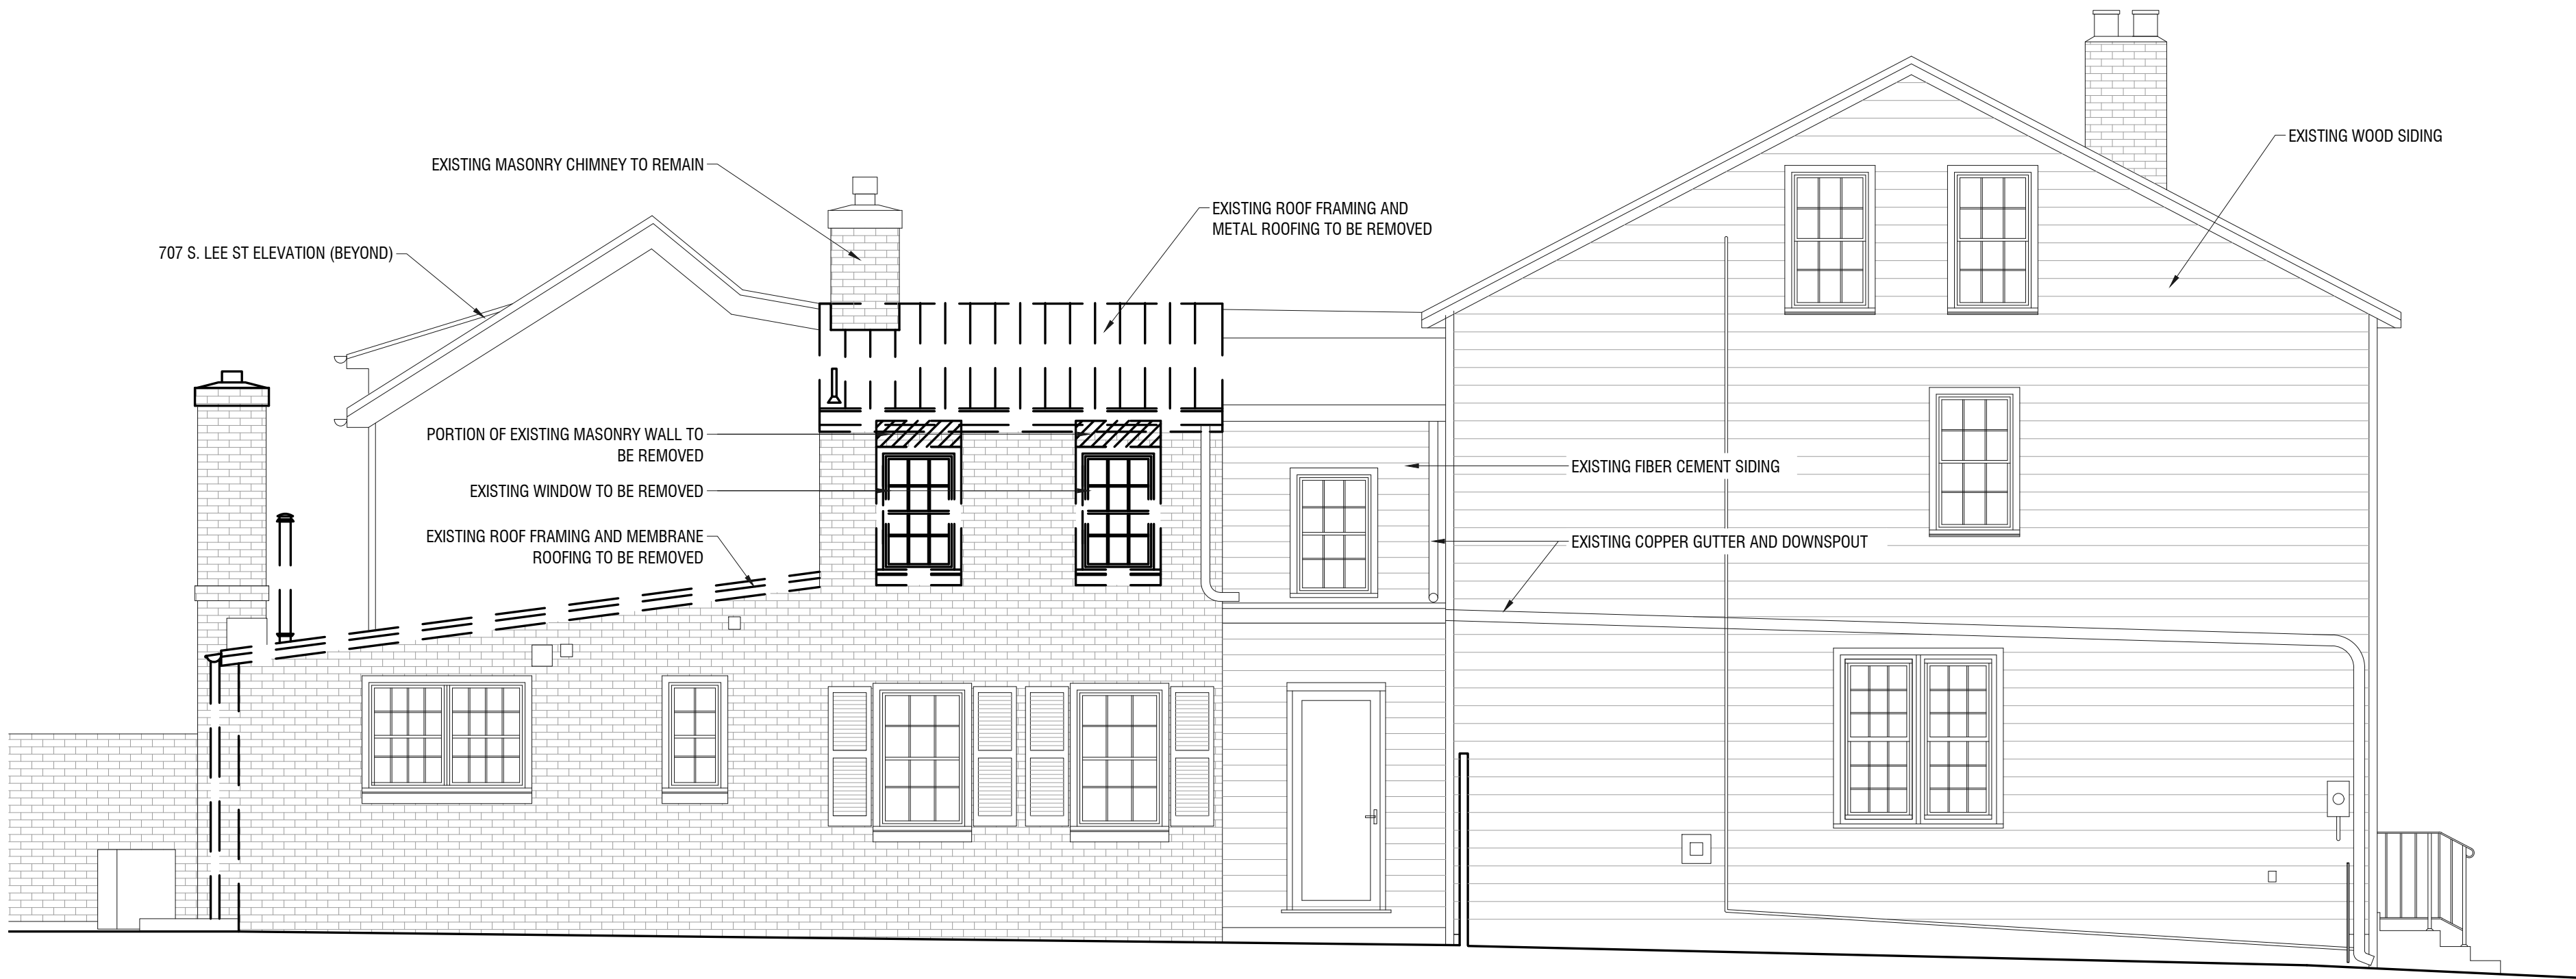 EXISTING MASONRY CHIMNEY TO REMAIN
EXISTING WOOD SIDING
EXISTING ROOF FRAMING AND
METAL ROOFING TO BE REMOVED
707 S. LEE ST ELEVATION (BEYOND)
PORTION OF EXISTING MASONRY WALL TO
BE REMOVED
EXISTING FIBER CEMENT SIDING
EXISTING WINDOW TO BE REMOVED
EXISTING ROOF FRAMING AND MEMBRANE
ROOFING TO BE REMOVED
EXISTING COPPER GUTTER AND DOWNSPOUT